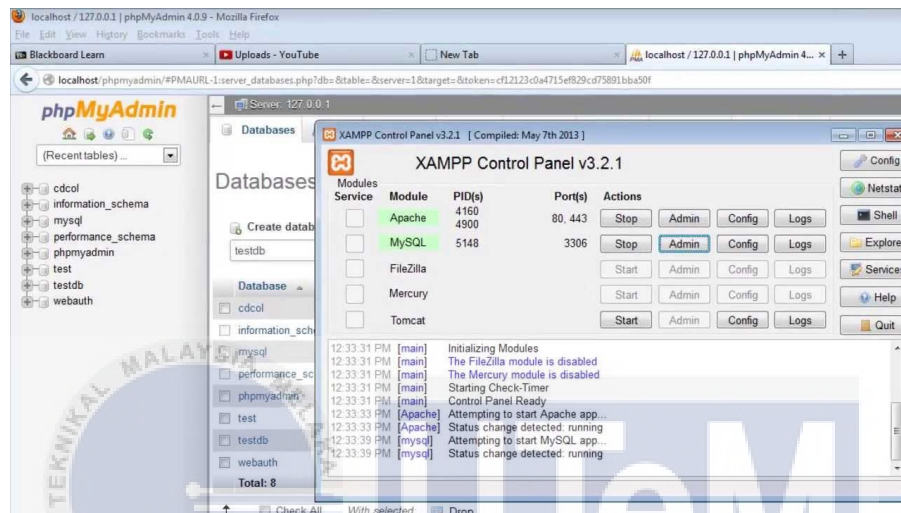 localhost / 127.0.0.1 | phpMyAdmin 4.0.9 - Mozilla Firefox
File Edit View History Bookmarks Tools Help
Blackboard Learn × Uploads - YouTube × New Tab × localhost / 127.0.0.1 | phpMyAdmin 4... × +
localhost/phpmyadmin/#PMAURL-1:server_databases.php?db=&table=&server=1&target=&token=cf12123c0a4715ef829cd75891bba50f
phpMyAdmin
(Recent tables) ...
cdcol
information_schema
mysql
performance_schema
phpmyadmin
test
testdb
webauth
Server: 127.0.0.1
Databases
Databases
Create datab
testdb
Database
cdcol
information_sch
mysql
performance_sc
phpmyadmin
test
testdb
webauth
Total: 8
Check All With selected: Drop
XAMPP Control Panel v3.2.1 [ Compiled: May 7th 2013 ]
XAMPP Control Panel v3.2.1
Modules
Service Module PID(s) Port(s) Actions
Apache 4160 4900 80, 443 Stop Admin Config Logs
MySQL 5148 3306 Stop Admin Config Logs
FileZilla Start Admin Config Logs
Mercury Start Admin Config Logs
Tomcat Start Admin Config Logs
Config
Netstat
Shell
Explore
Services
Help
Quit
12:33:31 PM [main] Initializing Modules
12:33:31 PM [main] The FileZilla module is disabled
12:33:31 PM [main] The Mercury module is disabled
12:33:31 PM [main] Starting Check-Timer
12:33:31 PM [main] Control Panel Ready
12:33:33 PM [Apache] Attempting to start Apache app...
12:33:33 PM [Apache] Status change detected: running
12:33:39 PM [mysql] Attempting to start MySQL app...
12:33:39 PM [mysql] Status change detected: running
TEKNIKAL MALAYSIA
UTeM